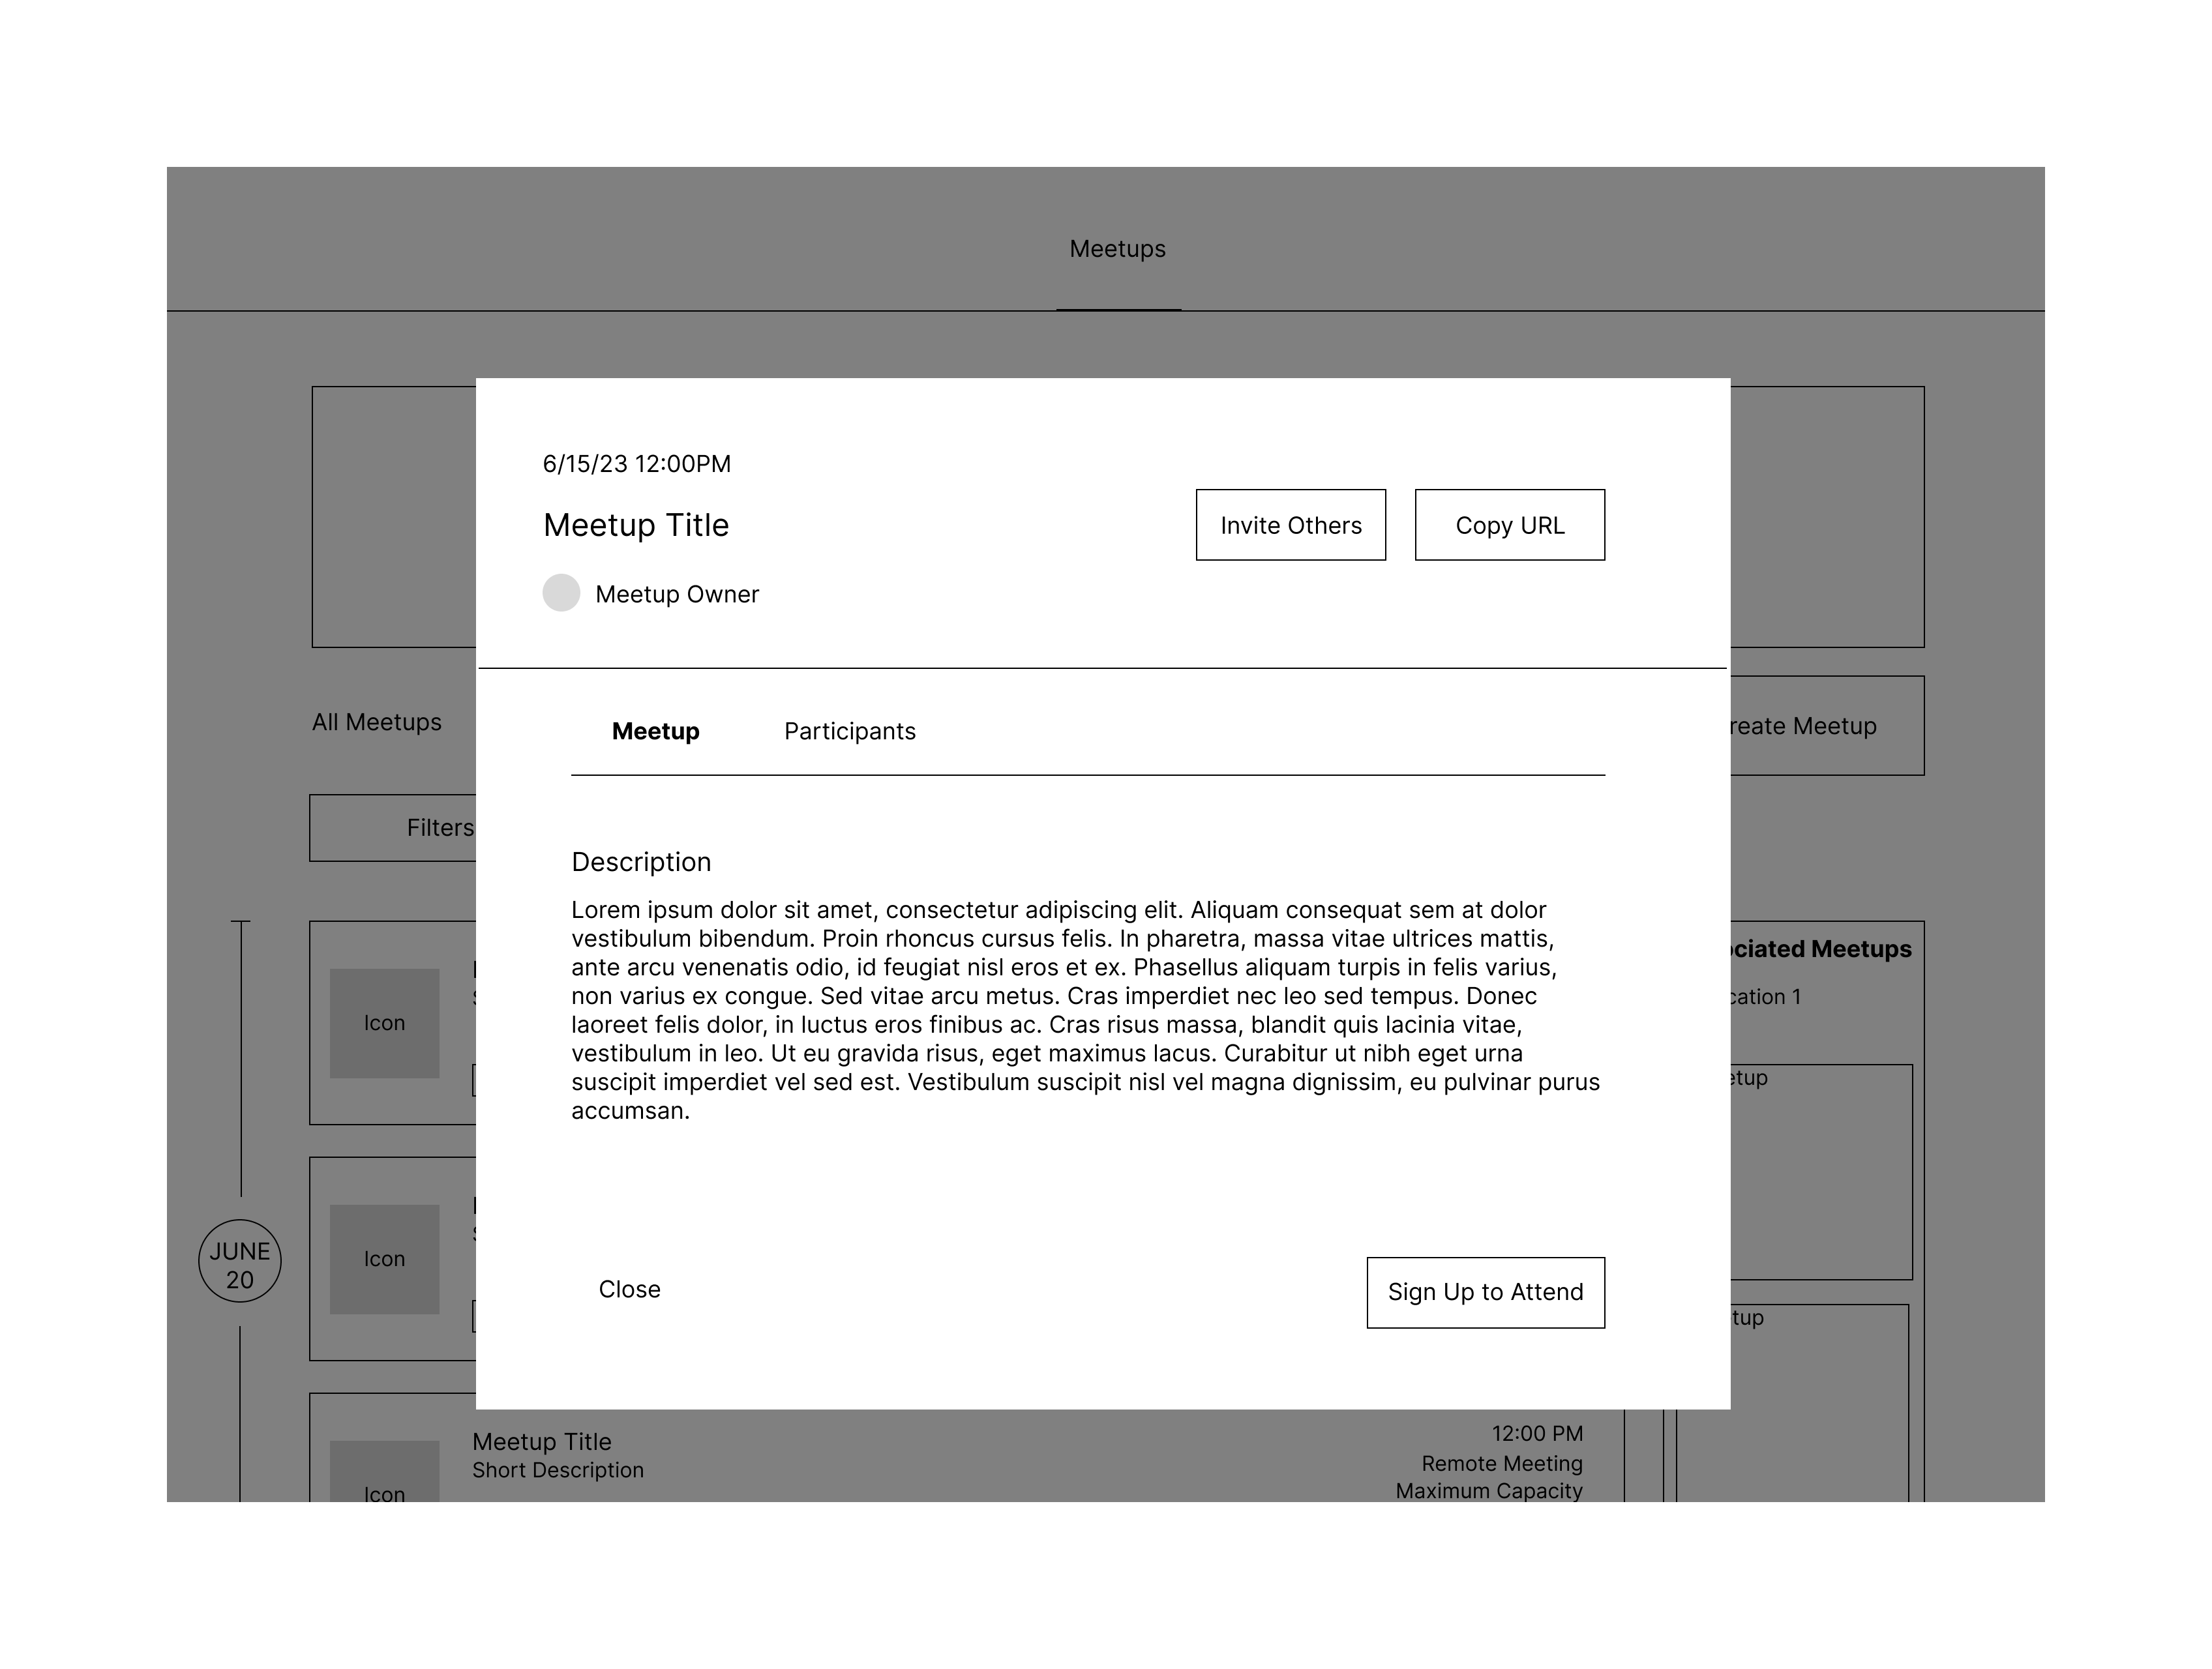 Meetups
6/15/23 12:00PM
Meetup Title
Invite Others
Copy URL
Meetup Owner
All Meetups
reate Meetup
Meetup
Participants
Filters
Description
Lorem ipsum dolor sit amet, consectetur adipiscing elit. Aliquam consequat sem at dolor
vestibulum bibendum. Proin rhoncus cursus felis. In pharetra, massa vitae ultrices mattis,
ante arcu venenatis odio, id feugiat nisl eros et ex. Phasellus aliquam turpis in felis varius,
non varius ex congue. Sed vitae arcu metus. Cras imperdiet nec leo sed tempus. Donec
laoreet felis dolor, in luctus eros finibus ac. Cras risus massa, blandit quis lacinia vitae,
vestibulum in leo. Ut eu gravida risus, eget maximus lacus. Curabitur ut nibh eget urna
suscipit imperdiet vel sed est. Vestibulum suscipit nisl vel magna dignissim, eu pulvinar purus
accumsan.
ociated Meetups
cation 1
Icon
etup
JUNE
20
Icon
Close
Sign Up to Attend
tup
Meetup Title
Short Description
Icon
12:00 PM
Remote Meeting
Maximum Capacity